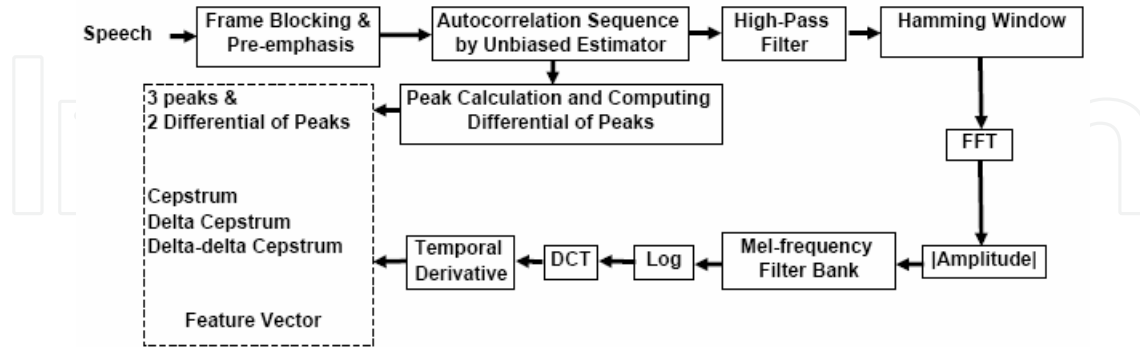 Speech
Frame Blocking &
Pre-emphasis
Autocorrelation Sequence
by Unbiased Estimator
High-Pass
Filter
Hamming Window
3 peaks &
2 Differential of Peaks
Peak Calculation and Computing
Differential of Peaks
FFT
Cepstrum
Delta Cepstrum
Delta-delta Cepstrum
Temporal
Derivative
DCT
Log
Mel-frequency
Filter Bank
|Amplitude|
Feature Vector